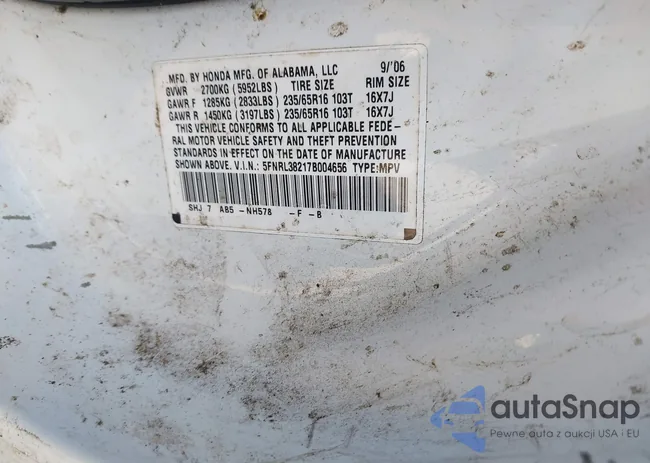 MFD. BY HONDA MFG. OF ALABAMA, LLC 9/'06
GVWR 2700KG (5952LBS) TIRE SIZE RIM SIZE
GAWR F 1285KG (2833LBS) 235/65R16 103T 16X7J
GAWR R 1450KG (3197LBS) 235/65R16 103T 16X7J
THIS VEHICLE CONFORMS TO ALL APPLICABLE FEDE-
RAL MOTOR VEHICLE SAFETY AND THEFT PREVENTION
STANDARDS IN EFFECT ON THE DATE OF MANUFACTURE
SHOWN ABOVE. V.I.N.: 5FNRL38217B004656 TYPE:MPV
SHJ 7 AB5 -NH578 -F -B
autaSnap
Pewne auta z aukcji USA i EU